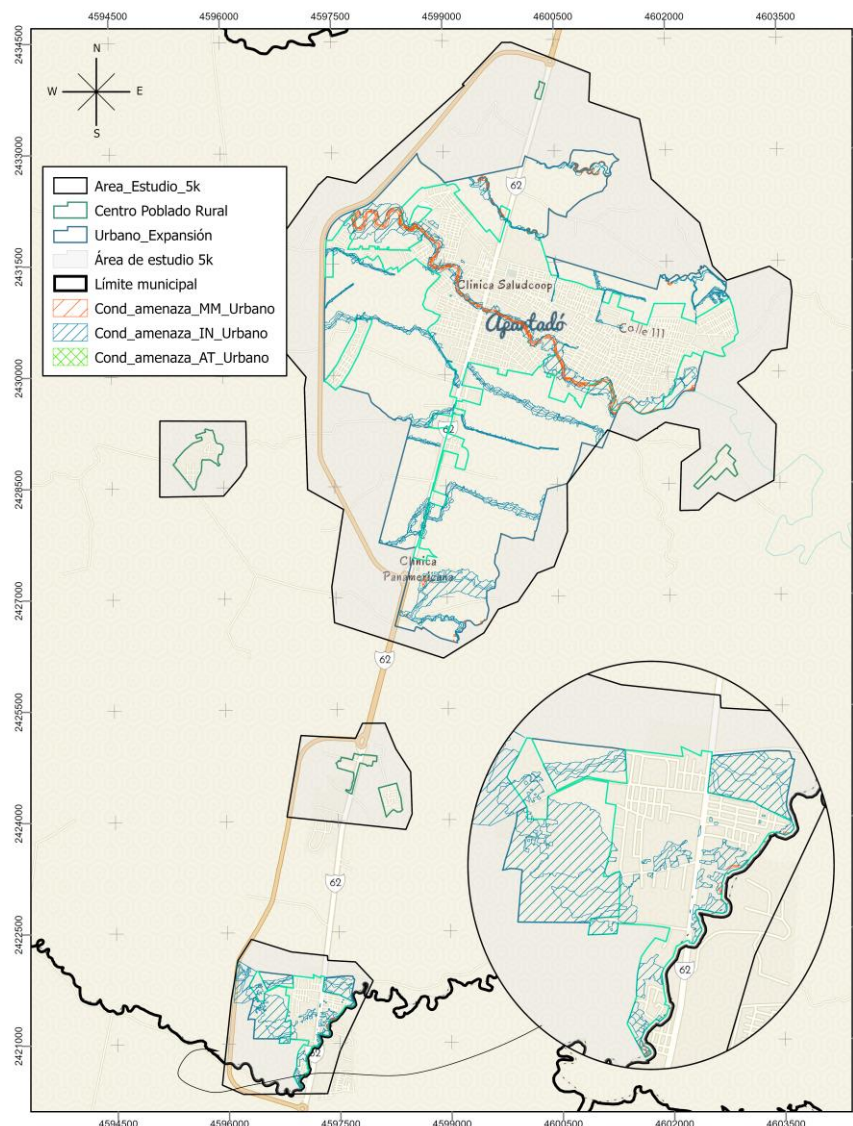 4594500 4596000 4597500 4599000 4600500 4602000 4603500
2434500
N
W E
S
2433000
Area_Estudio_5k
Centro Poblado Rural
Urbano_Expansión
Área de estudio 5k
Límite municipal
Cond_amenaza_MM_Urbano
Cond_amenaza_IN_Urbano
Cond_amenaza_AT_Urbano
62
2431500
Clínica Saludcoop
Apartadó
Calle 111
2430000
62
2428500
Clínica
Panamericana
2427000
62
2425500
2424000
62
2422500
62
2421000
62
4594500 4596000 4597500 4599000 4600500 4602000 4603500